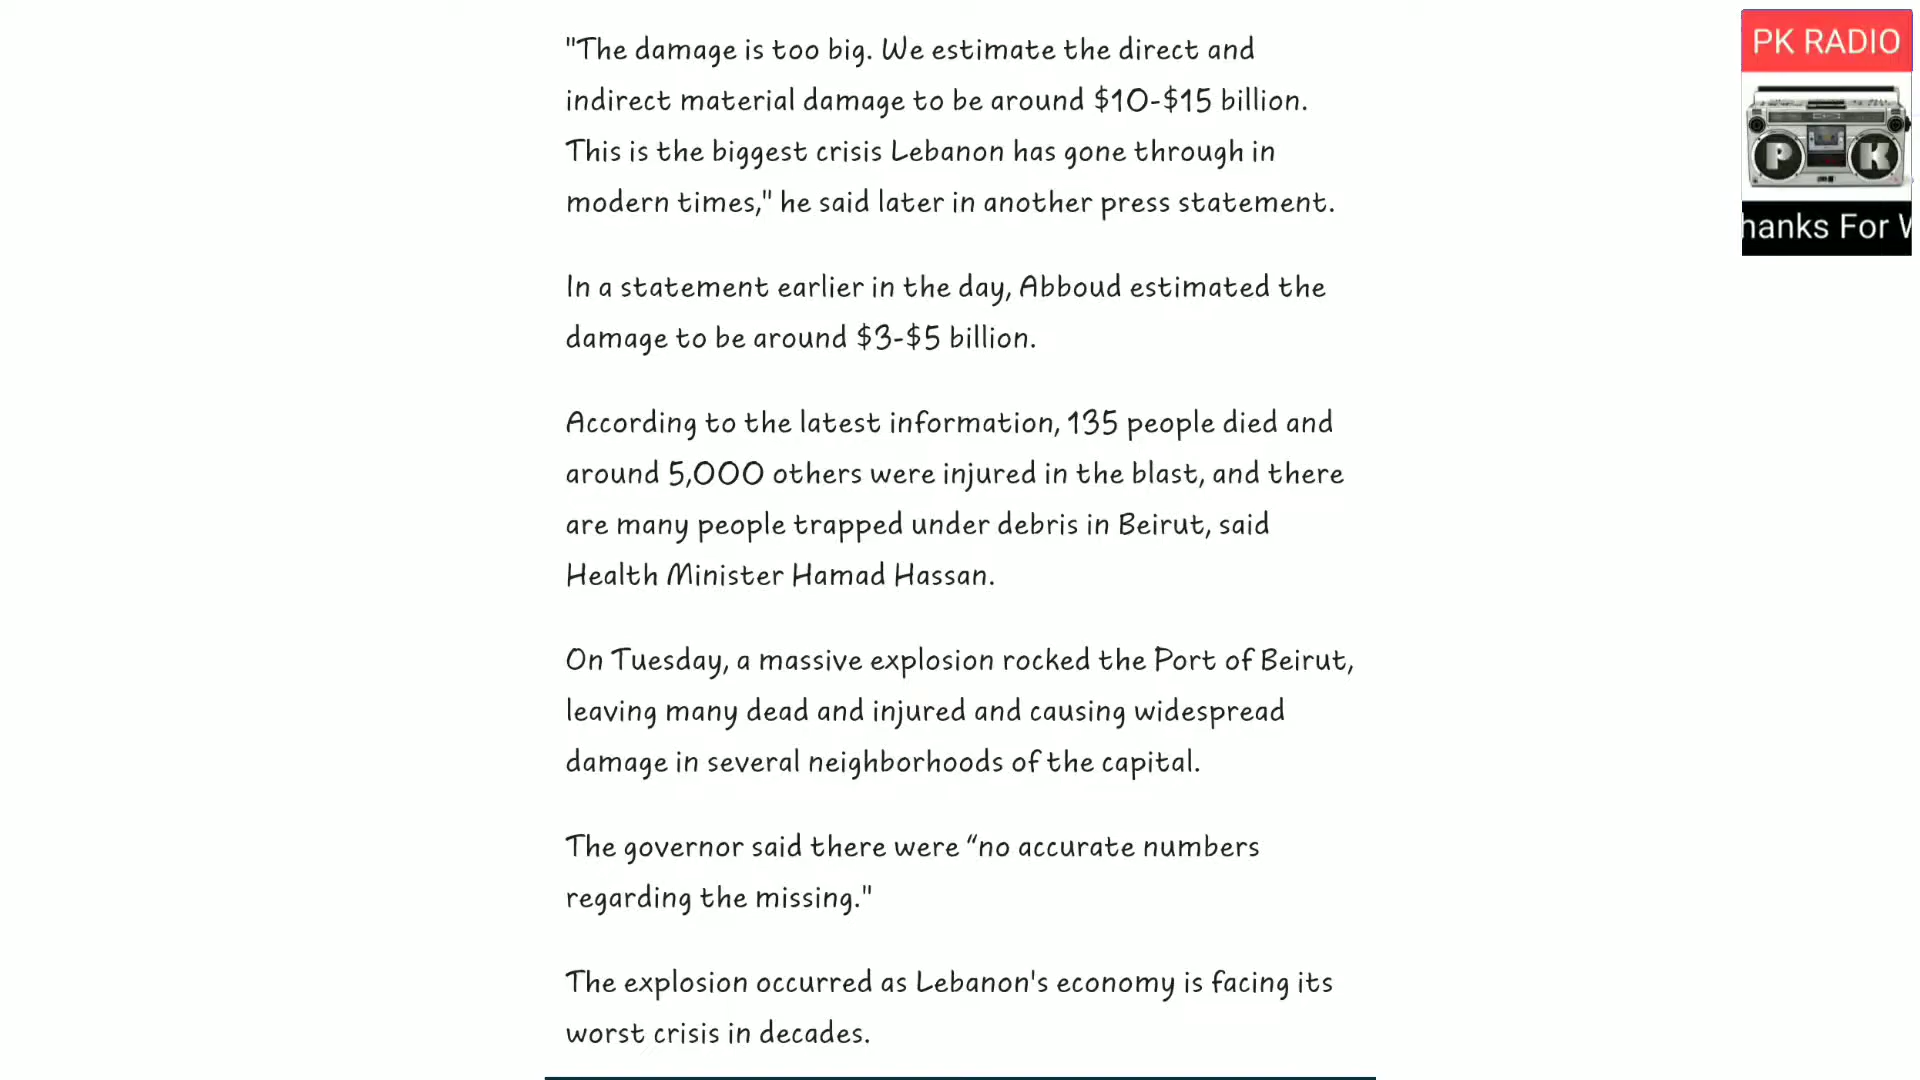 "The damage is too big. We estimate the direct and
indirect material damage to be around $10-$15 billion.
This is the biggest crisis Lebanon has gone through in
modern times," he said later in another press statement.
In a statement earlier in the day, Abboud estimated the
damage to be around $3-$5 billion.
According to the latest information, 135 people died and
around 5,000 others were injured in the blast, and there
are many people trapped under debris in Beirut, said
Health Minister Hamad Hassan.
On Tuesday, a massive explosion rocked the Port of Beirut,
leaving many dead and injured and causing widespread
damage in several neighborhoods of the capital.
The governor said there were “no accurate numbers
regarding the missing."
The explosion occurred as Lebanon's economy is facing its
worst crisis in decades.
PK RADIO
P K
hanks For W